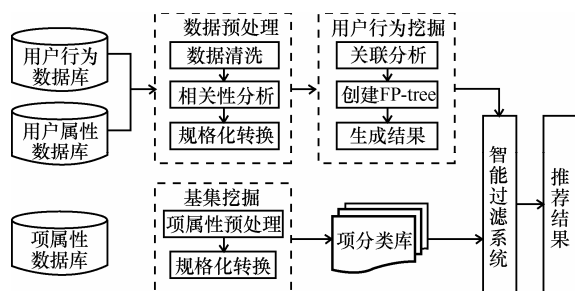 用户行为
数据库
用户属性
数据库
数据预处理
数据清洗
相关性分析
规格化转换
用户行为挖掘
关联分析
创建FP-tree
生成结果
项属性
数据库
基集挖掘
项属性预处理
规格化转换
项分类库
智能过滤系统
推荐结果